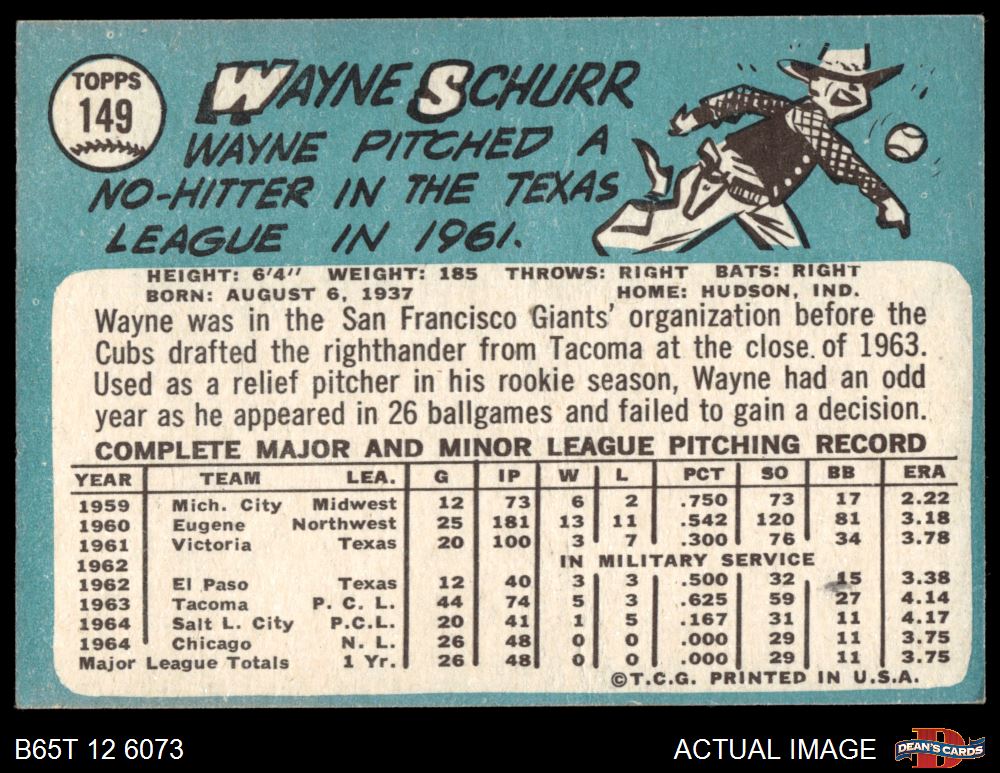 TOPPS
149
WAYNE SCHURR
WAYNE PITCHED A
NO-HITTER IN THE TEXAS
LEAGUE IN 1961.
HEIGHT: 6'4" WEIGHT: 185 THROWS: RIGHT BATS: RIGHT
BORN: AUGUST 6, 1937 HOME: HUDSON, IND.
Wayne was in the San Francisco Giants' organization before the
Cubs drafted the righthander from Tacoma at the close of 1963.
Used as a relief pitcher in his rookie season, Wayne had an odd
year as he appeared in 26 ballgames and failed to gain a decision.
COMPLETE MAJOR AND MINOR LEAGUE PITCHING RECORD
YEAR TEAM LEA. G IP W L PCT SO BB ERA
1959 Mich. City Midwest 12 73 6 2 .750 73 17 2.22
1960 Eugene Northwest 25 181 13 11 .542 120 81 3.18
1961 Victoria Texas 20 100 3 7 .300 76 34 3.78
1962 IN MILITARY SERVICE
1962 El Paso Texas 12 40 3 3 .500 32 15 3.38
1963 Tacoma P. C. L. 44 74 5 3 .625 59 27 4.14
1964 Salt L. City P.C.L. 20 41 1 5 .167 31 11 4.17
1964 Chicago N. L. 26 48 0 0 .000 29 11 3.75
Major League Totals 1 Yr. 26 48 0 0 .000 29 11 3.75
©T.C.G. PRINTED IN U.S.A.
B65T 12 6073 ACTUAL IMAGE
D
DEAN'S CARDS